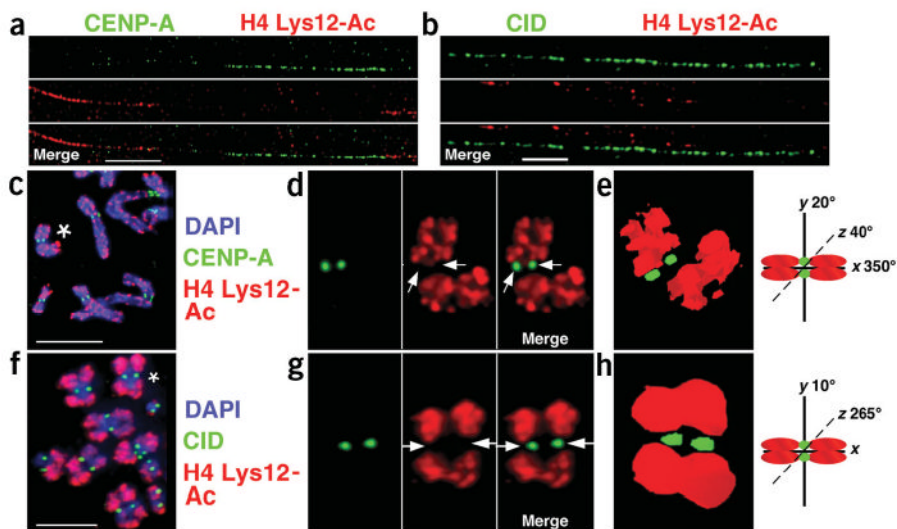 a CENP-A H4 Lys12-Ac
b CID H4 Lys12-Ac
Merge
Merge
c
*
DAPI
CENP-A
H4 Lys12-
Ac
d
Merge
e
y 20°
z 40°
x 350°
f
*
DAPI
CID
H4 Lys12-
Ac
g
Merge
h
y 10°
z 265°
x